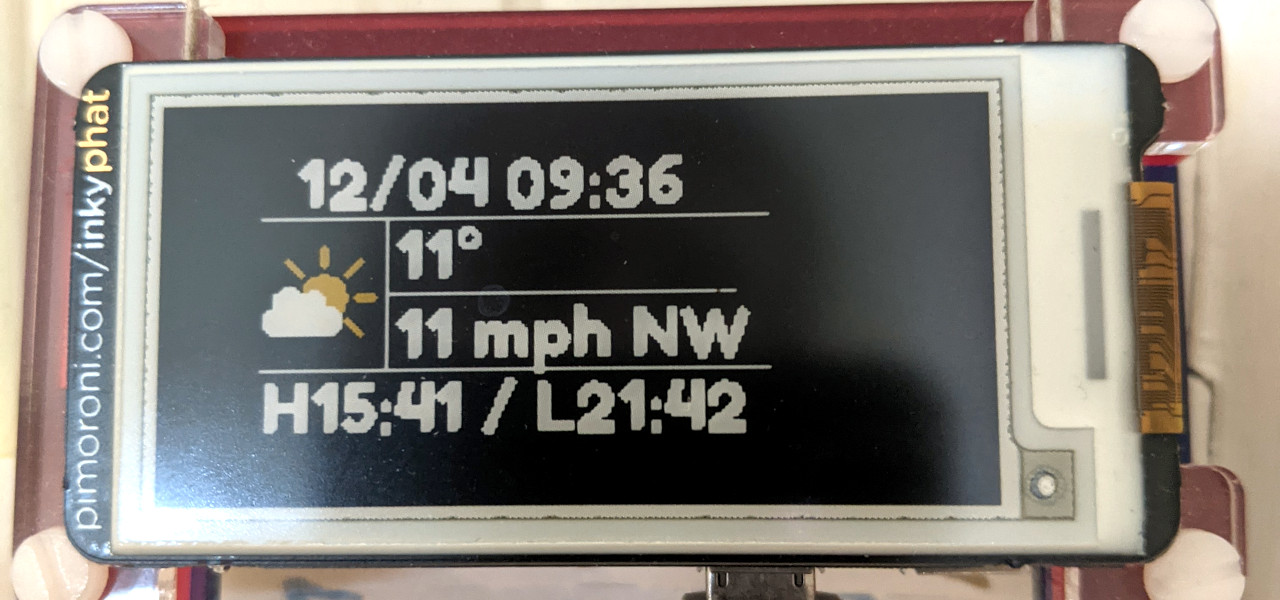 pimoroni.com/inkyphat
12/04 09:36
11°
11 mph NW
H15:41 / L21:42